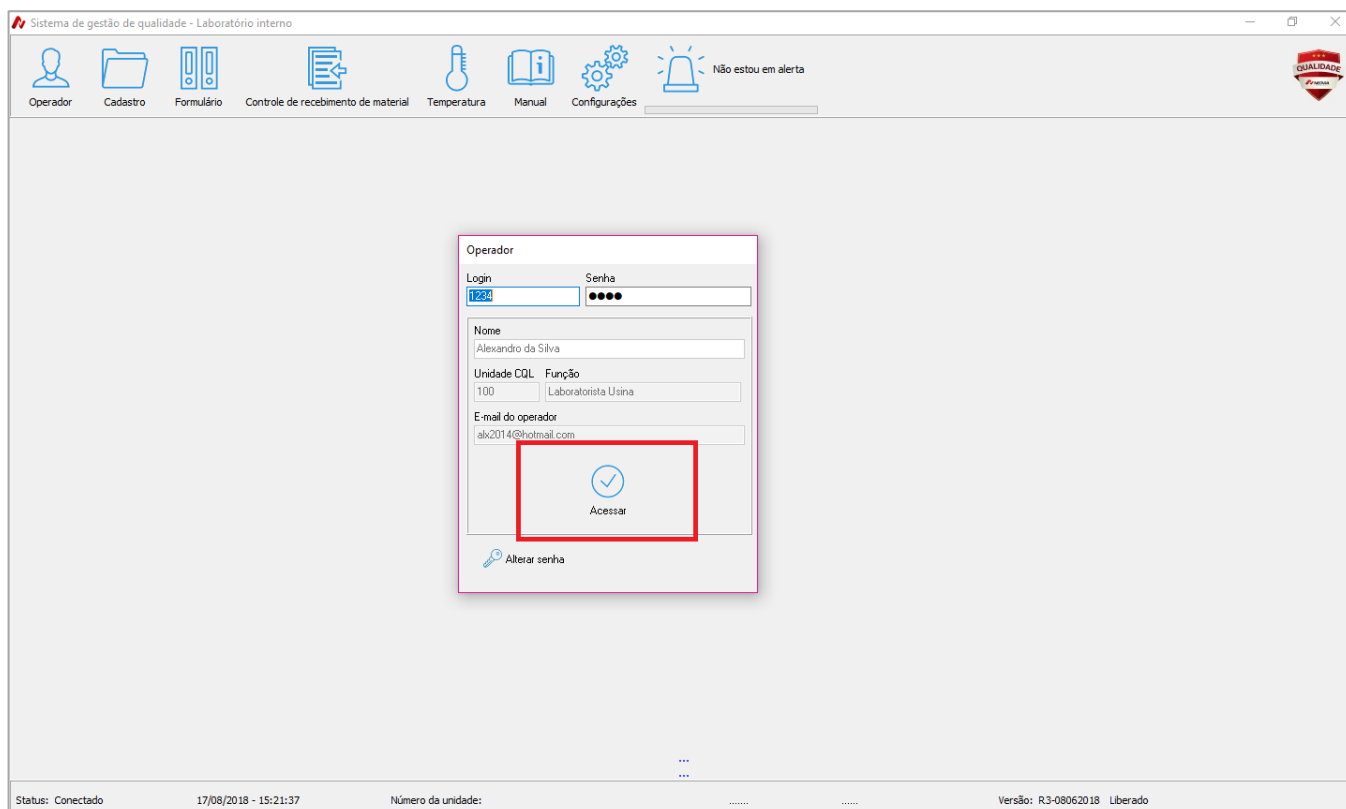 Sistema de gestão de qualidade - Laboratório interno
Operador Cadastro Formulário Controle de recebimento de material Temperatura Manual Configurações Não estou em alerta
QUALIDADE
Operador
Login Senha
1234 ●●●●
Nome
Alexandro da Silva
Unidade CQL Função
100 Laboratorista Usina
E-mail do operador
alx2014@hotmail.com
Acessar
Alterar senha
...
...
Status: Conectado 17/08/2018 - 15:21:37 Número da unidade: ....... ...... Versão: R3-08062018 Liberado